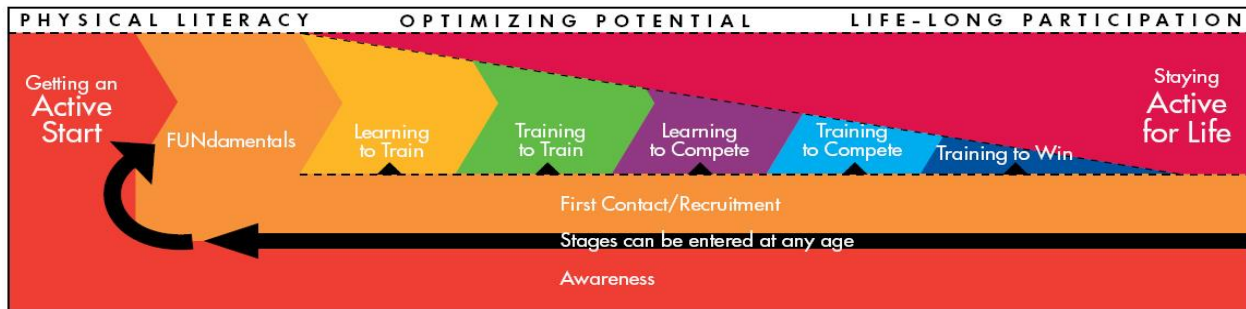 PHYSICAL LITERACY
OPTIMIZING POTENTIAL
LIFE-LONG PARTICIPATION
Getting an
Active
Start
FUNdamentals
Learning
to Train
Training
to Train
Learning
to Compete
Training
to Compete
Training to Win
Staying
Active
for Life
First Contact/Recruitment
Stages can be entered at any age
Awareness